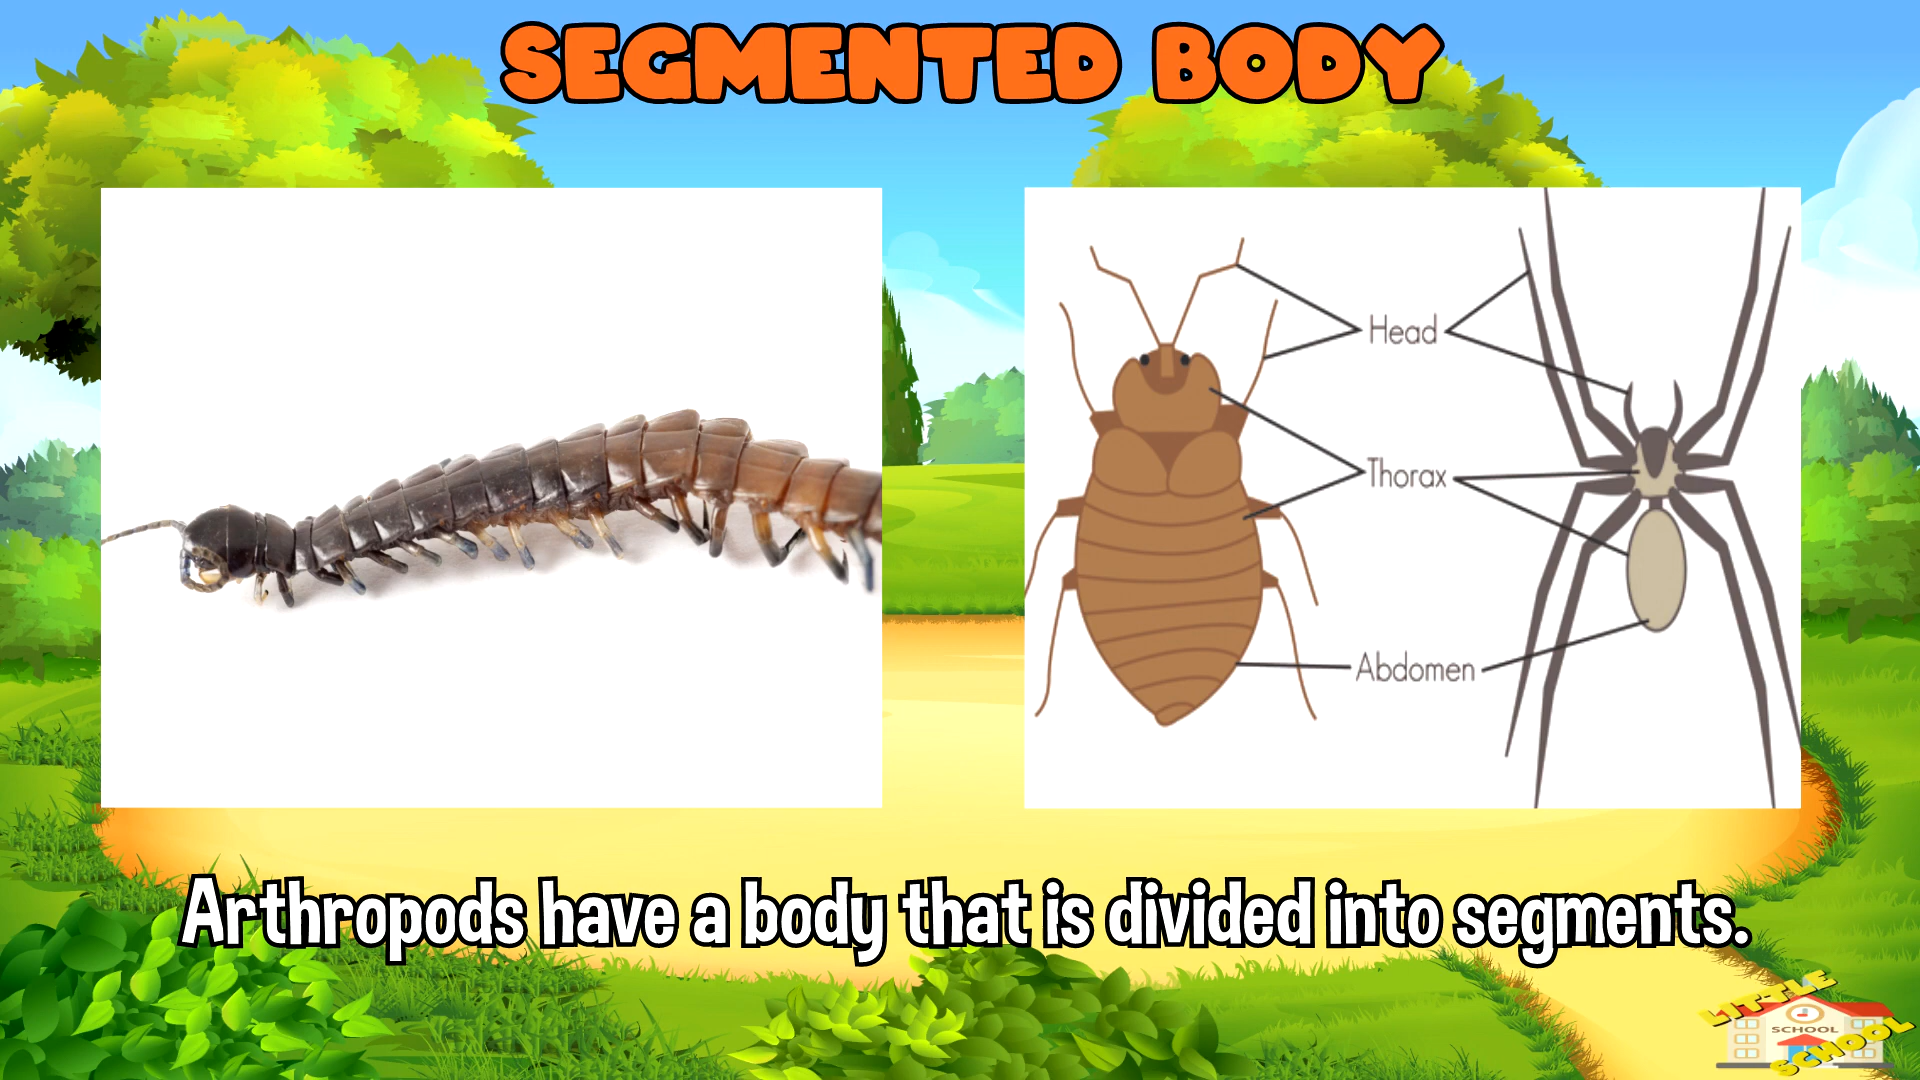 SEGMENTED BODY
Head
Thorax
Abdomen
Arthropods have a body that is divided into segments.
LITTLE
SCHOOL
SCHOOL